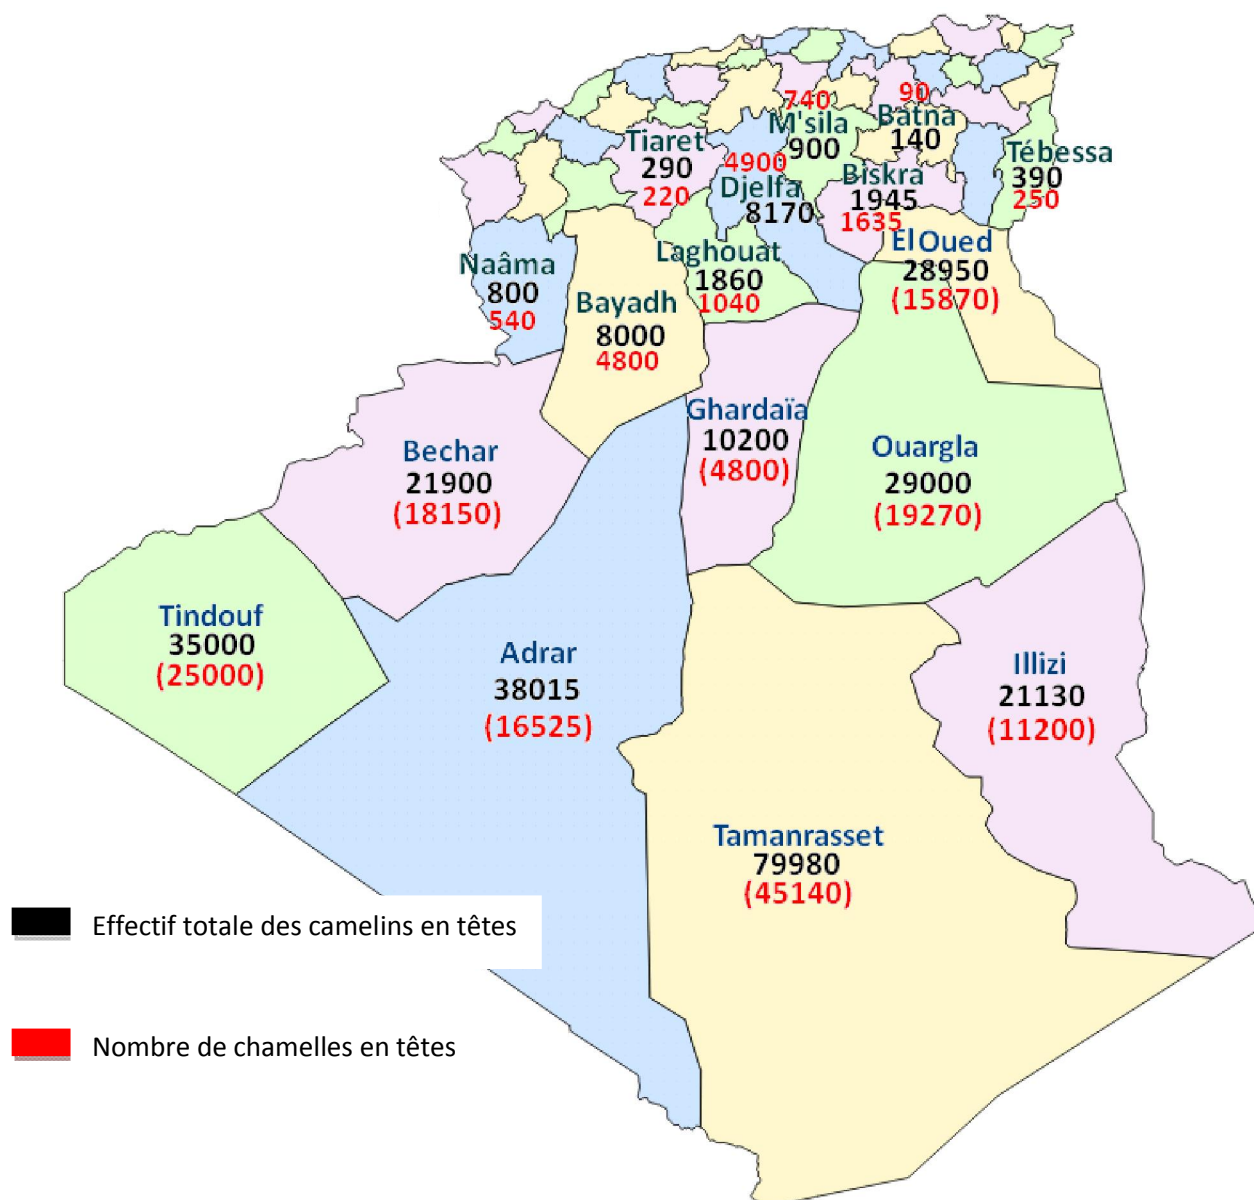 740
M'sila
900
90
Batna
140
Tiaret
290
220
4900
Djelfa
8170
Biskra
1945
1635
Tébessa
390
250
El Oued
28950
(15870)
Naâma
800
540
Bayadh
8000
4800
Laghouat
1860
1040
Ghardaïa
10200
(4800)
Ouargla
29000
(19270)
Bechar
21900
(18150)
Tindouf
35000
(25000)
Adrar
38015
(16525)
Illizi
21130
(11200)
Tamanrasset
79980
(45140)
Effectif totale des camelins en têtes
Nombre de chamelles en têtes